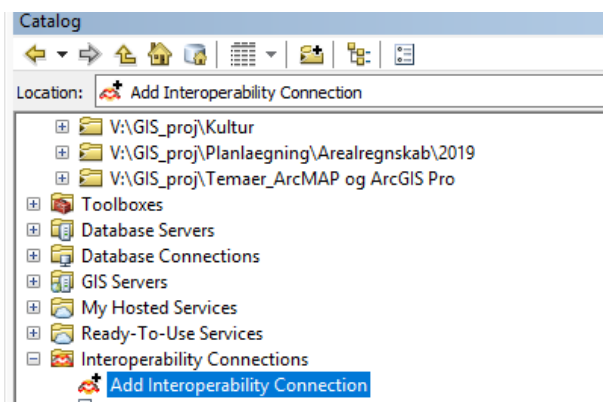 Catalog
Location: Add Interoperability Connection
V:\GIS_proj\Kultur
V:\GIS_proj\Planlaegning\Arealregnskab\2019
V:\GIS_proj\Temaer_ArcMAP og ArcGIS Pro
Toolboxes
Database Servers
Database Connections
GIS Servers
My Hosted Services
Ready-To-Use Services
Interoperability Connections
Add Interoperability Connection